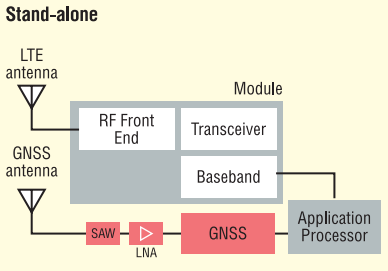 Stand-alone
LTE
antenna
Module
RF Front
End
Transceiver
GNSS
antenna
Baseband
SAW
LNA
GNSS
Application
Processor